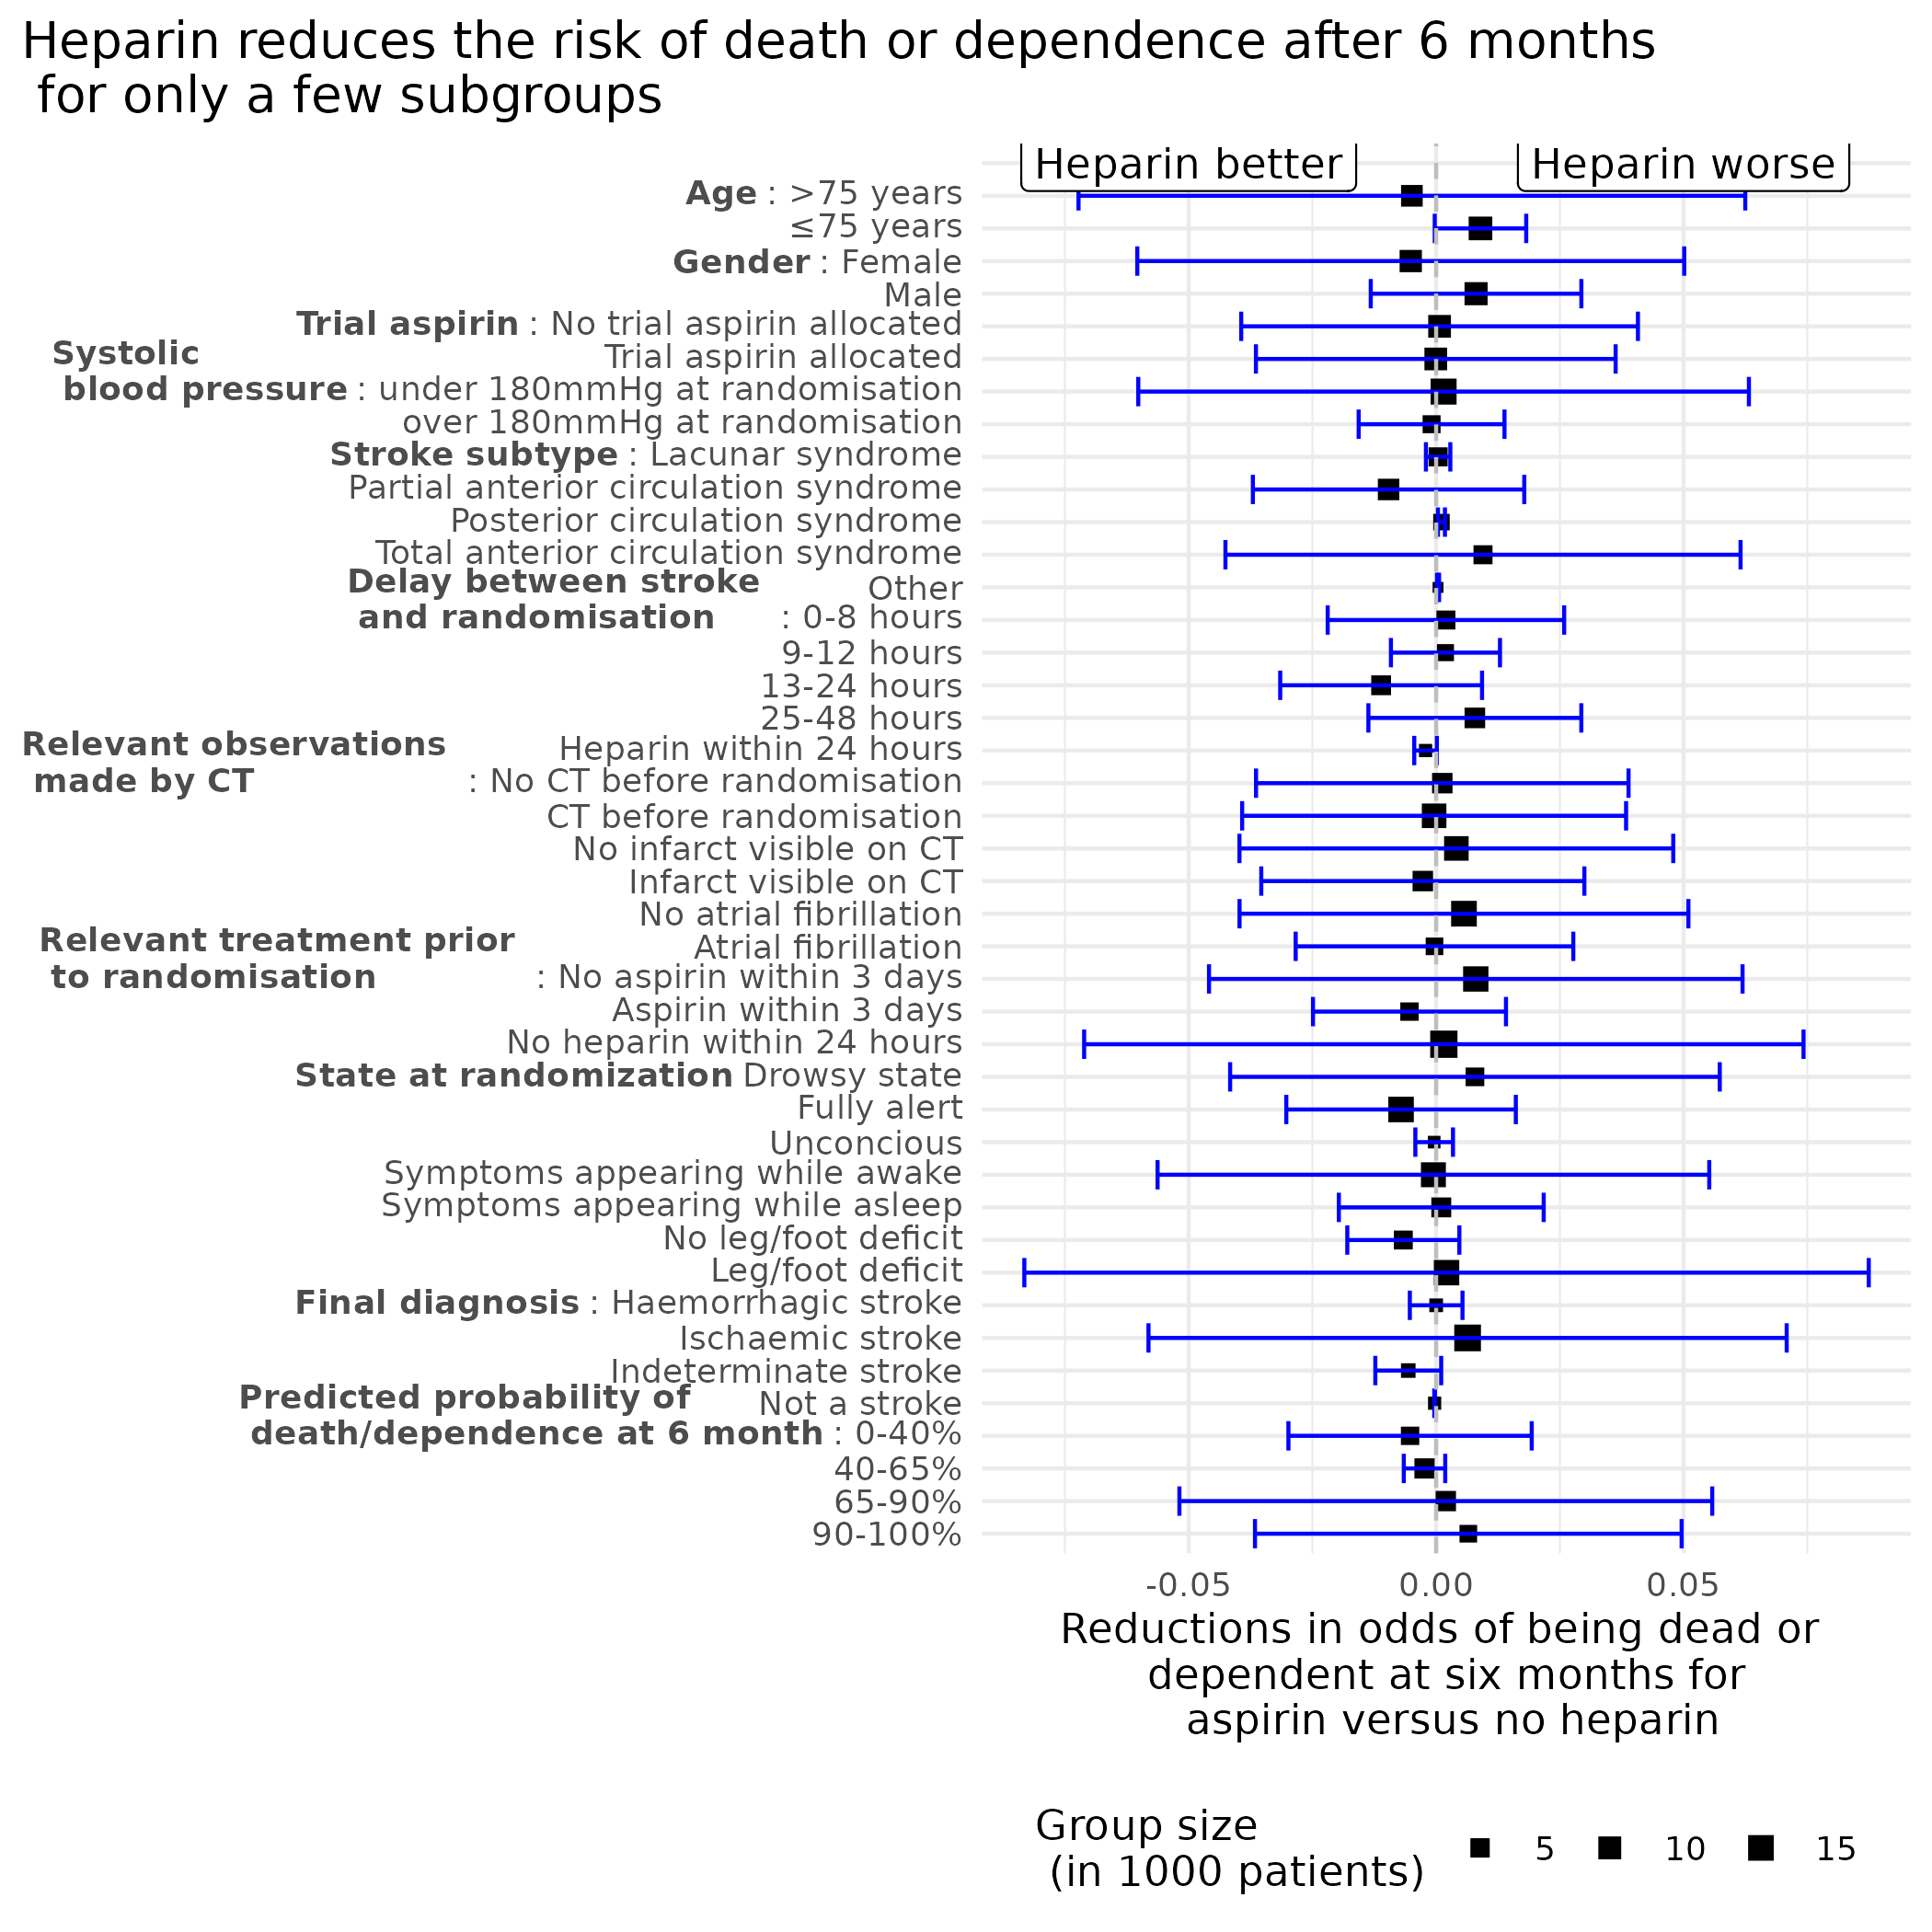 Heparin reduces the risk of death or dependence after 6 months
for only a few subgroups
Heparin better
Heparin worse
Age : >75 years
≤75 years
Gender : Female
Male
Trial aspirin : No trial aspirin allocated
Trial aspirin allocated
Systolic
blood pressure : under 180mmHg at randomisation
over 180mmHg at randomisation
Stroke subtype : Lacunar syndrome
Partial anterior circulation syndrome
Posterior circulation syndrome
Total anterior circulation syndrome
Other
Delay between stroke
and randomisation : 0-8 hours
9-12 hours
13-24 hours
25-48 hours
Heparin within 24 hours
Relevant observations
made by CT : No CT before randomisation
CT before randomisation
No infarct visible on CT
Infarct visible on CT
No atrial fibrillation
Atrial fibrillation
Relevant treatment prior
to randomisation : No aspirin within 3 days
Aspirin within 3 days
No heparin within 24 hours
State at randomization Drowsy state
Fully alert
Unconcious
Symptoms appearing while awake
Symptoms appearing while asleep
No leg/foot deficit
Leg/foot deficit
Final diagnosis : Haemorrhagic stroke
Ischaemic stroke
Indeterminate stroke
Not a stroke
Predicted probability of
death/dependence at 6 month : 0-40%
40-65%
65-90%
90-100%
-0.05 0.00 0.05
Reductions in odds of being dead or
dependent at six months for
aspirin versus no heparin
Group size
(in 1000 patients)
5 10 15